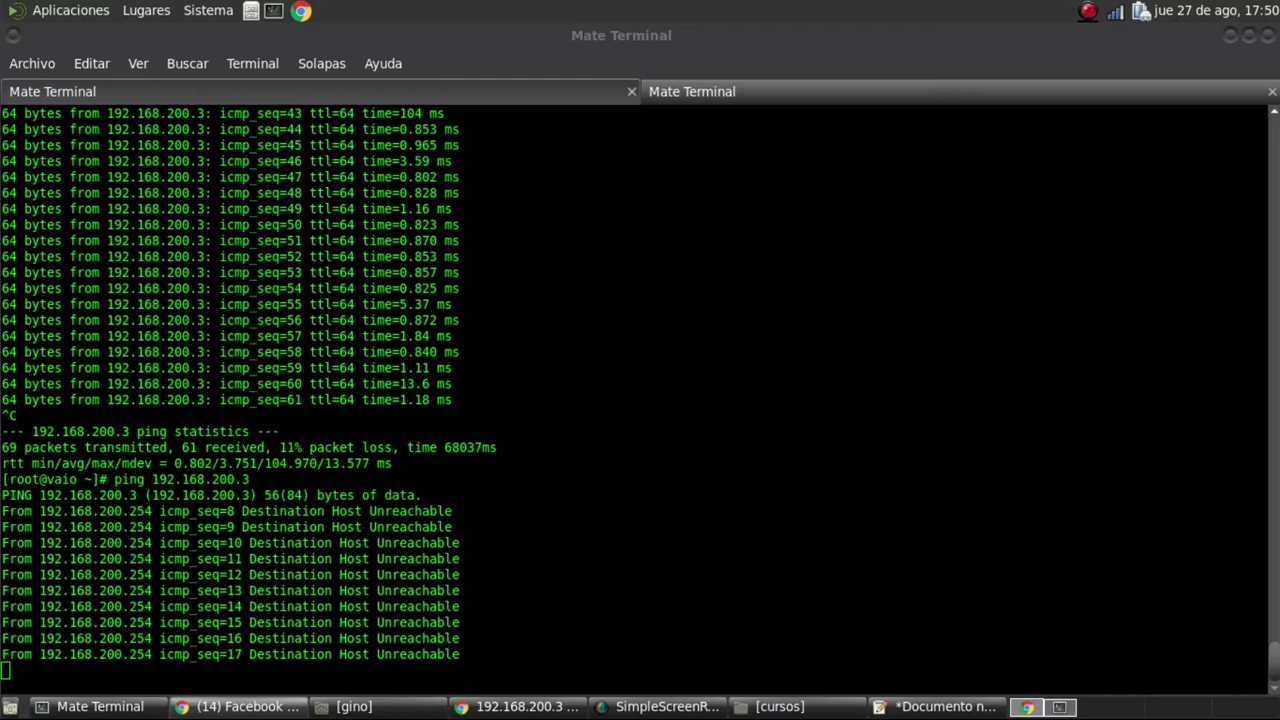 Aplicaciones Lugares Sistema jue 27 de ago, 17:50
Mate Terminal
Archivo Editar Ver Buscar Terminal Solapas Ayuda
Mate Terminal Mate Terminal
64 bytes from 192.168.200.3: icmp_seq=43 ttl=64 time=104 ms
64 bytes from 192.168.200.3: icmp_seq=44 ttl=64 time=0.853 ms
64 bytes from 192.168.200.3: icmp_seq=45 ttl=64 time=0.965 ms
64 bytes from 192.168.200.3: icmp_seq=46 ttl=64 time=3.59 ms
64 bytes from 192.168.200.3: icmp_seq=47 ttl=64 time=0.802 ms
64 bytes from 192.168.200.3: icmp_seq=48 ttl=64 time=0.828 ms
64 bytes from 192.168.200.3: icmp_seq=49 ttl=64 time=1.16 ms
64 bytes from 192.168.200.3: icmp_seq=50 ttl=64 time=0.823 ms
64 bytes from 192.168.200.3: icmp_seq=51 ttl=64 time=0.870 ms
64 bytes from 192.168.200.3: icmp_seq=52 ttl=64 time=0.853 ms
64 bytes from 192.168.200.3: icmp_seq=53 ttl=64 time=0.857 ms
64 bytes from 192.168.200.3: icmp_seq=54 ttl=64 time=0.825 ms
64 bytes from 192.168.200.3: icmp_seq=55 ttl=64 time=5.37 ms
64 bytes from 192.168.200.3: icmp_seq=56 ttl=64 time=0.872 ms
64 bytes from 192.168.200.3: icmp_seq=57 ttl=64 time=1.84 ms
64 bytes from 192.168.200.3: icmp_seq=58 ttl=64 time=0.840 ms
64 bytes from 192.168.200.3: icmp_seq=59 ttl=64 time=1.11 ms
64 bytes from 192.168.200.3: icmp_seq=60 ttl=64 time=13.6 ms
64 bytes from 192.168.200.3: icmp_seq=61 ttl=64 time=1.18 ms
^C
--- 192.168.200.3 ping statistics ---
69 packets transmitted, 61 received, 11% packet loss, time 68037ms
rtt min/avg/max/mdev = 0.802/3.751/104.970/13.577 ms
[root@vaio ~]# ping 192.168.200.3
PING 192.168.200.3 (192.168.200.3) 56(84) bytes of data.
From 192.168.200.254 icmp_seq=8 Destination Host Unreachable
From 192.168.200.254 icmp_seq=9 Destination Host Unreachable
From 192.168.200.254 icmp_seq=10 Destination Host Unreachable
From 192.168.200.254 icmp_seq=11 Destination Host Unreachable
From 192.168.200.254 icmp_seq=12 Destination Host Unreachable
From 192.168.200.254 icmp_seq=13 Destination Host Unreachable
From 192.168.200.254 icmp_seq=14 Destination Host Unreachable
From 192.168.200.254 icmp_seq=15 Destination Host Unreachable
From 192.168.200.254 icmp_seq=16 Destination Host Unreachable
From 192.168.200.254 icmp_seq=17 Destination Host Unreachable
Mate Terminal (14) Facebook ... [gino] 192.168.200.3 ... SimpleScreenR... [cursos] *Documento n...